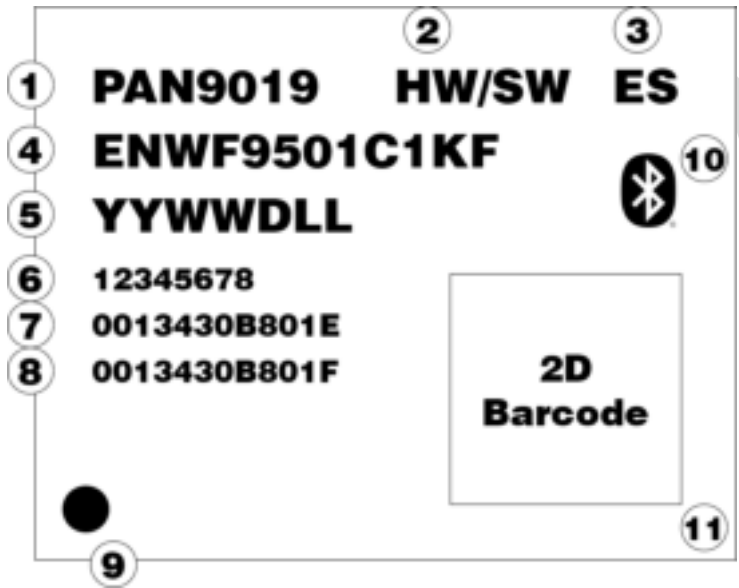 2 3
1 PAN9019 HW/SW ES
4 ENWF9501C1KF 10
5 YYWWDLL
6 12345678
7 0013430B801E
8 0013430B801F
2D
Barcode
11
9